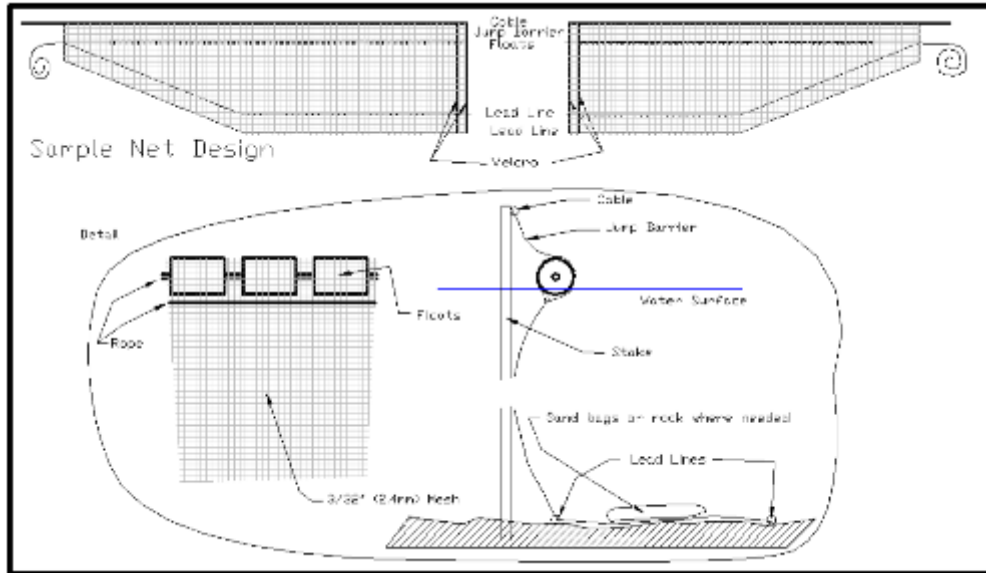 Cable
Jump Barrier
Floats
Lead Line
Lead Line
Velcro
Sample Net Design
Cable
Detail
Jump Barrier
Water Surface
Floats
Rope
Stake
Sand bags or rock where needed
Lead Lines
3/32" (2.4mm) Mesh